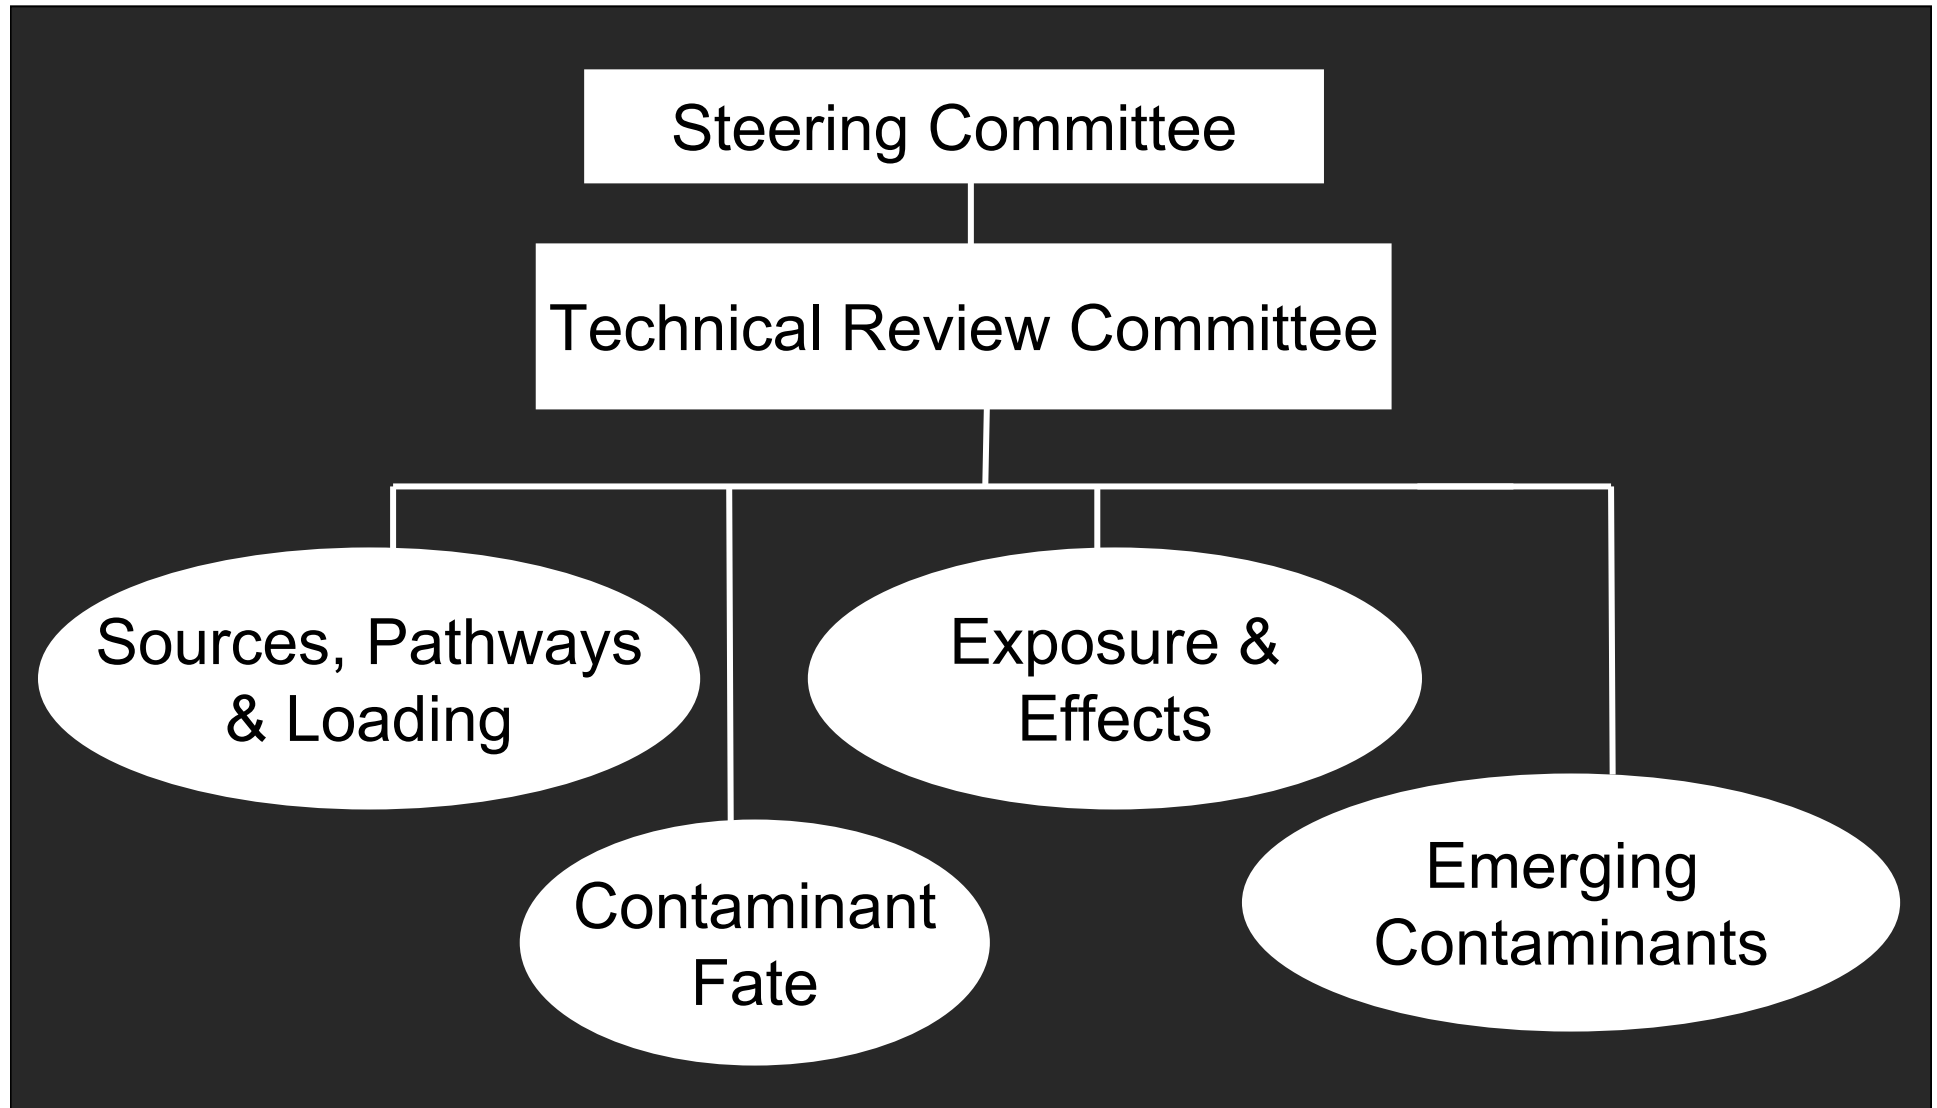 Steering Committee
Technical Review Committee
Sources, Pathways
& Loading
Exposure &
Effects
Contaminant
Fate
Emerging
Contaminants